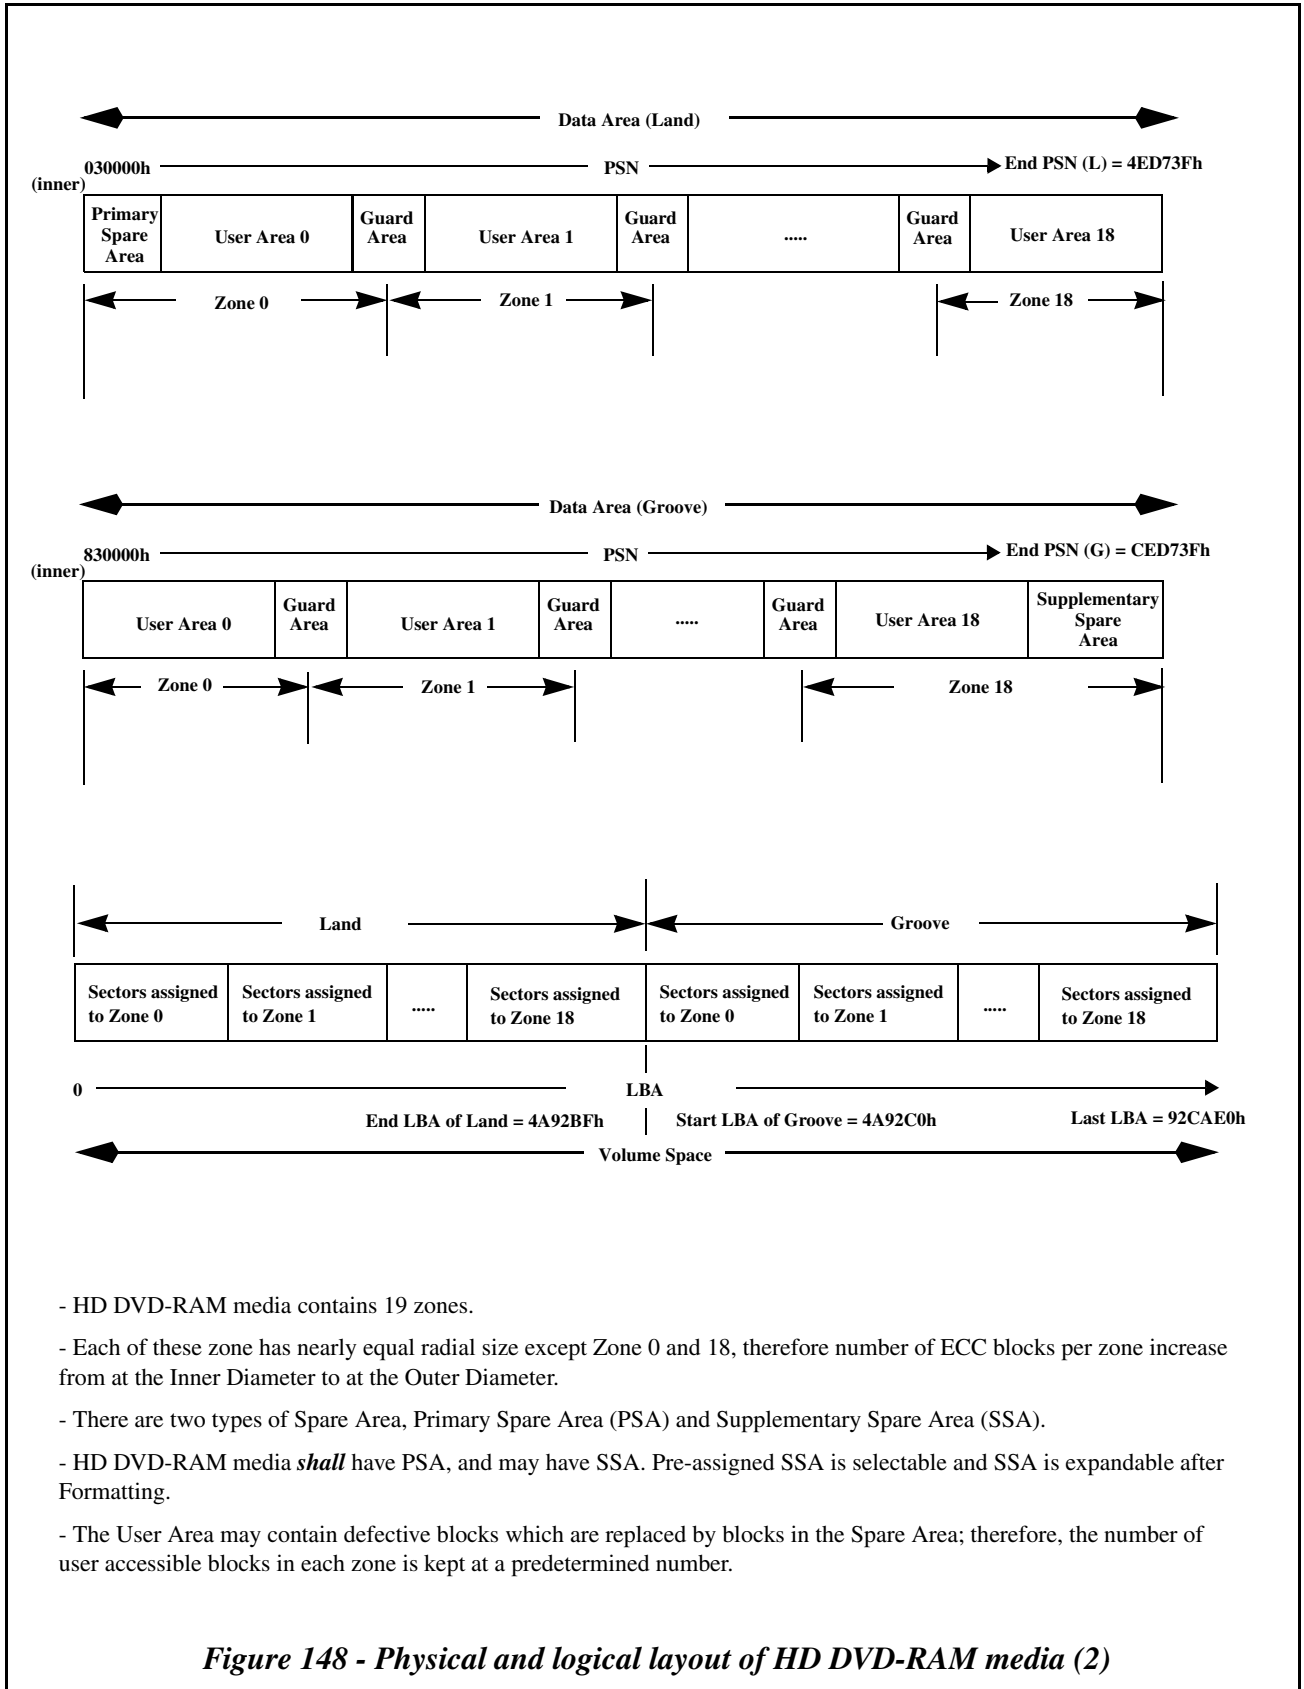 Data Area (Land)
030000h PSN End PSN (L) = 4ED73Fh
(inner)
Primary Spare Area User Area 0 Guard Area User Area 1 Guard Area ..... Guard Area User Area 18
Zone 0 Zone 1 Zone 18
Data Area (Groove)
830000h PSN End PSN (G) = CED73Fh
(inner)
User Area 0 Guard Area User Area 1 Guard Area ..... Guard Area User Area 18 Supplementary Spare Area
Zone 0 Zone 1 Zone 18
Land Groove
Sectors assigned to Zone 0 Sectors assigned to Zone 1 ..... Sectors assigned to Zone 18 Sectors assigned to Zone 0 Sectors assigned to Zone 1 ..... Sectors assigned to Zone 18
0 LBA
End LBA of Land = 4A92BFh Start LBA of Groove = 4A92C0h Last LBA = 92CAE0h
Volume Space
- HD DVD-RAM media contains 19 zones.
- Each of these zone has nearly equal radial size except Zone 0 and 18, therefore number of ECC blocks per zone increase
from at the Inner Diameter to at the Outer Diameter.
- There are two types of Spare Area, Primary Spare Area (PSA) and Supplementary Spare Area (SSA).
- HD DVD-RAM media shall have PSA, and may have SSA. Pre-assigned SSA is selectable and SSA is expandable after
Formatting.
- The User Area may contain defective blocks which are replaced by blocks in the Spare Area; therefore, the number of
user accessible blocks in each zone is kept at a predetermined number.
Figure 148 - Physical and logical layout of HD DVD-RAM media (2)